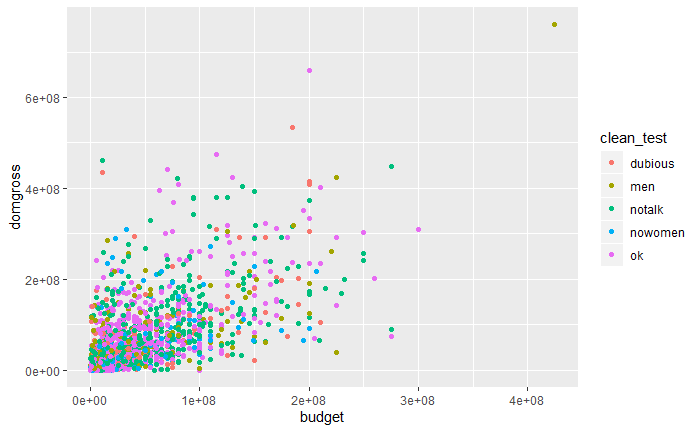 6e+08
4e+08
2e+08
0e+00
domgross
0e+00 1e+08 2e+08 3e+08 4e+08
budget
clean_test
dubious
men
notalk
nowomen
ok